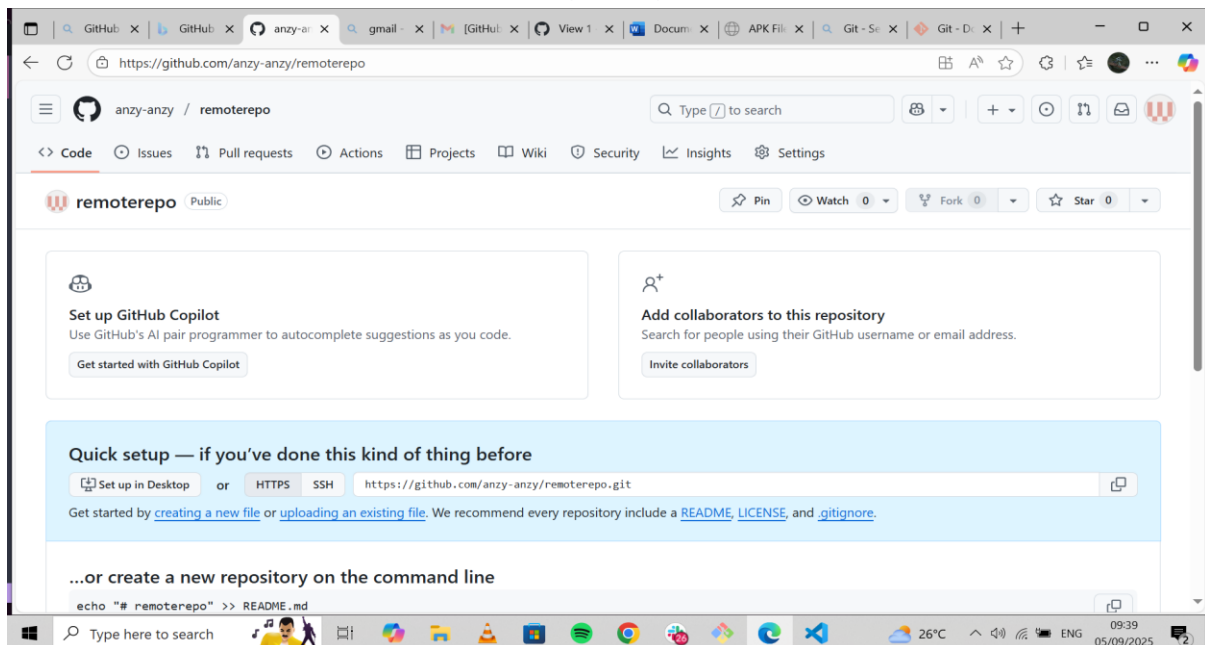 GitHub
GitHub
anzy-ar
gmail -
[GitHub
View 1
Docum
APK File
Git - Se
Git - Do
https://github.com/anzy-anzy/remoterepo
anzy-anzy / remoterepo
Type / to search
Code
Issues
Pull requests
Actions
Projects
Wiki
Security
Insights
Settings
remoterepo Public
Pin
Watch 0
Fork 0
Star 0
Set up GitHub Copilot
Use GitHub's AI pair programmer to autocomplete suggestions as you code.
Get started with GitHub Copilot
Add collaborators to this repository
Search for people using their GitHub username or email address.
Invite collaborators
Quick setup — if you've done this kind of thing before
Set up in Desktop or HTTPS SSH https://github.com/anzy-anzy/remoterepo.git
Get started by creating a new file or uploading an existing file. We recommend every repository include a README, LICENSE, and .gitignore.
...or create a new repository on the command line
echo "# remoterepo" >> README.md
Type here to search
26
26°C
ENG
09:39
05/09/2025
2